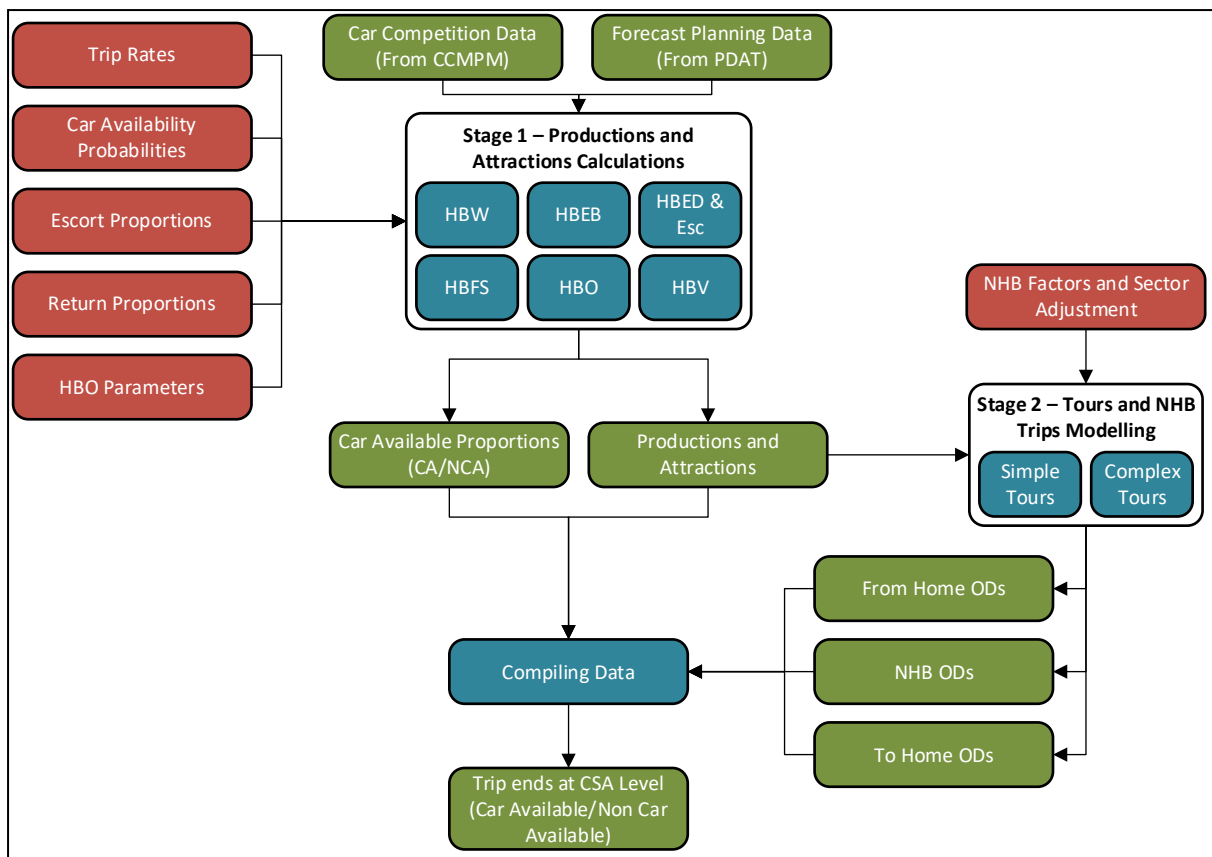 Trip Rates
Car Availability
Probabilities
Escort Proportions
Return Proportions
HBO Parameters
Car Competition Data
(From CCMPM)
Forecast Planning Data
(From PDAT)
Stage 1 – Productions and
Attractions Calculations
HBW
HBEB
HBED &
Esc
HBFS
HBO
HBV
NHB Factors and Sector
Adjustment
Car Available Proportions
(CA/NCA)
Productions and
Attractions
Stage 2 – Tours and NHB
Trips Modelling
Simple
Tours
Complex
Tours
From Home ODs
Compiling Data
NHB ODs
To Home ODs
Trip ends at CSA Level
(Car Available/Non Car
Available)